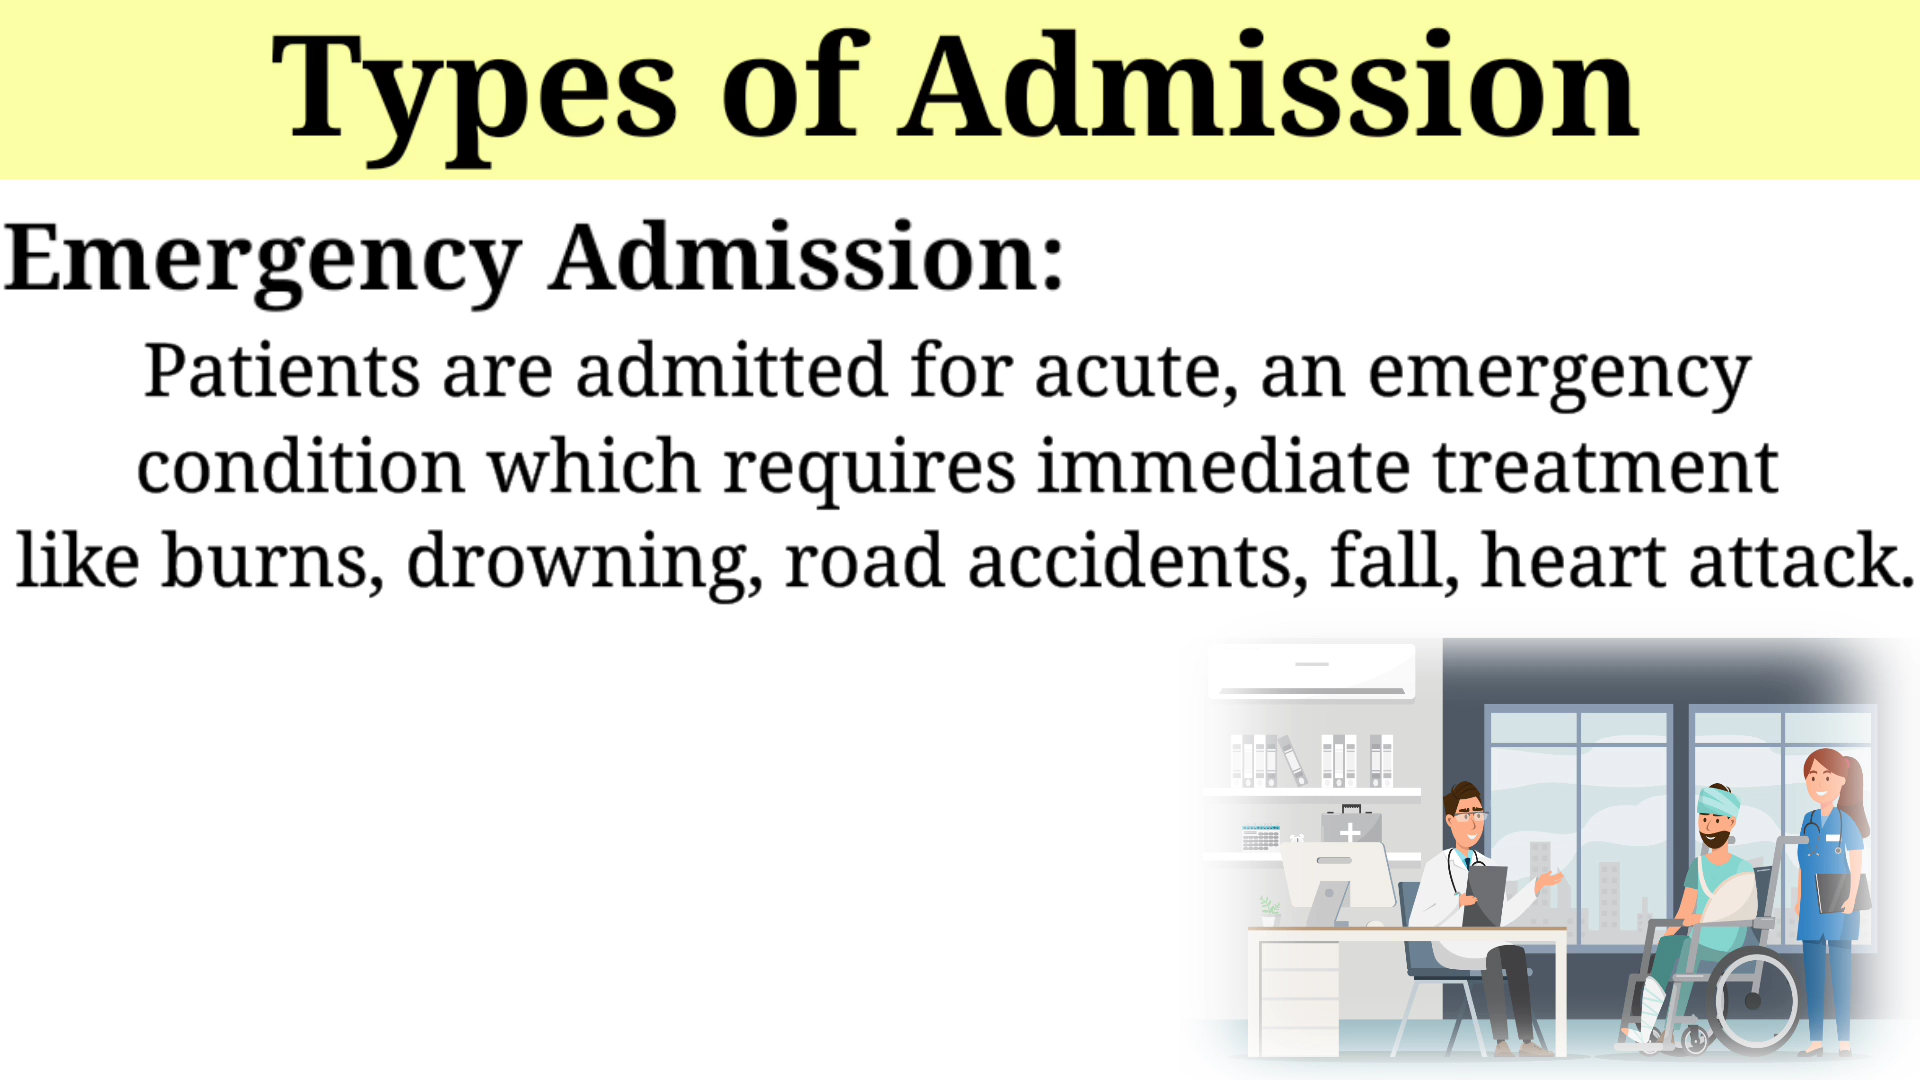 Types of Admission
Emergency Admission:
Patients are admitted for acute, an emergency
condition which requires immediate treatment
like burns, drowning, road accidents, fall, heart attack.